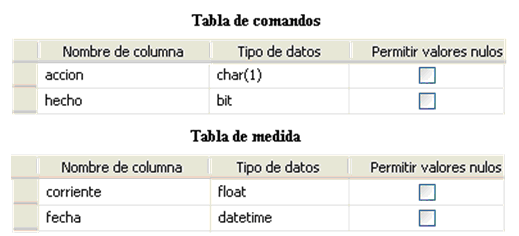 Tabla de comandos
Nombre de columna Tipo de datos Permitir valores nulos
accion char(1)
hecho bit
Tabla de medida
Nombre de columna Tipo de datos Permitir valores nulos
corriente float
fecha datetime